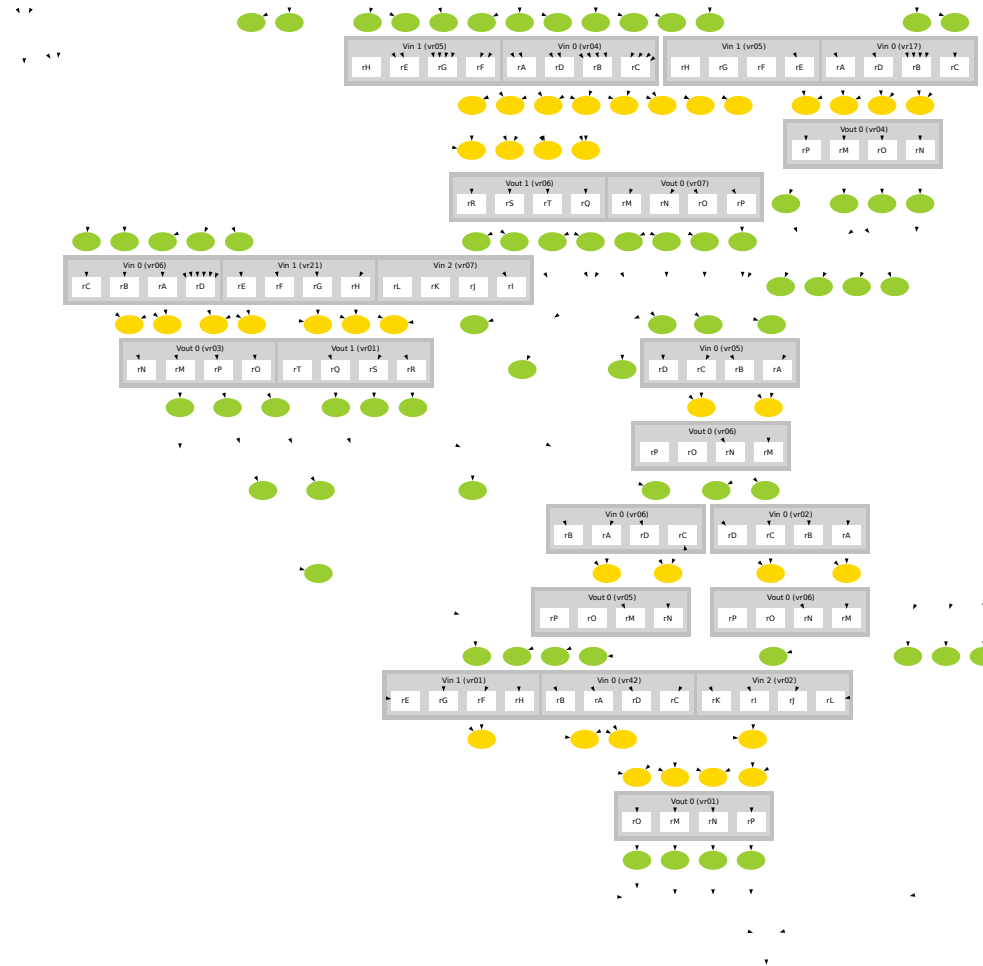 Vin 1 (vr05) Vin 0 (vr04) Vin 1 (vr05) Vin 0 (vr17)
rH rE rG rF rA rD rB rC rH rG rF rE rA rD rB rC
Vout 0 (vr04)
rP rM rO rN
Vout 1 (vr06) Vout 0 (vr07)
rR rS rT rQ rM rN rO rP
Vin 0 (vr06) Vin 1 (vr21) Vin 2 (vr07)
rC rB rA rD rE rF rG rH rL rK rJ rI
Vout 0 (vr03) Vout 1 (vr01) Vin 0 (vr05)
rN rM rP rO rT rQ rS rR rD rC rB rA
Vout 0 (vr06)
rP rO rN rM
Vin 0 (vr06) Vin 0 (vr02)
rB rA rD rC rD rC rB rA
Vout 0 (vr05) Vout 0 (vr06)
rP rO rM rN rP rO rN rM
Vin 1 (vr01) Vin 0 (vr42) Vin 2 (vr02)
rE rG rF rH rB rA rD rC rK rI rJ rL
Vout 0 (vr01)
rO rM rN rP